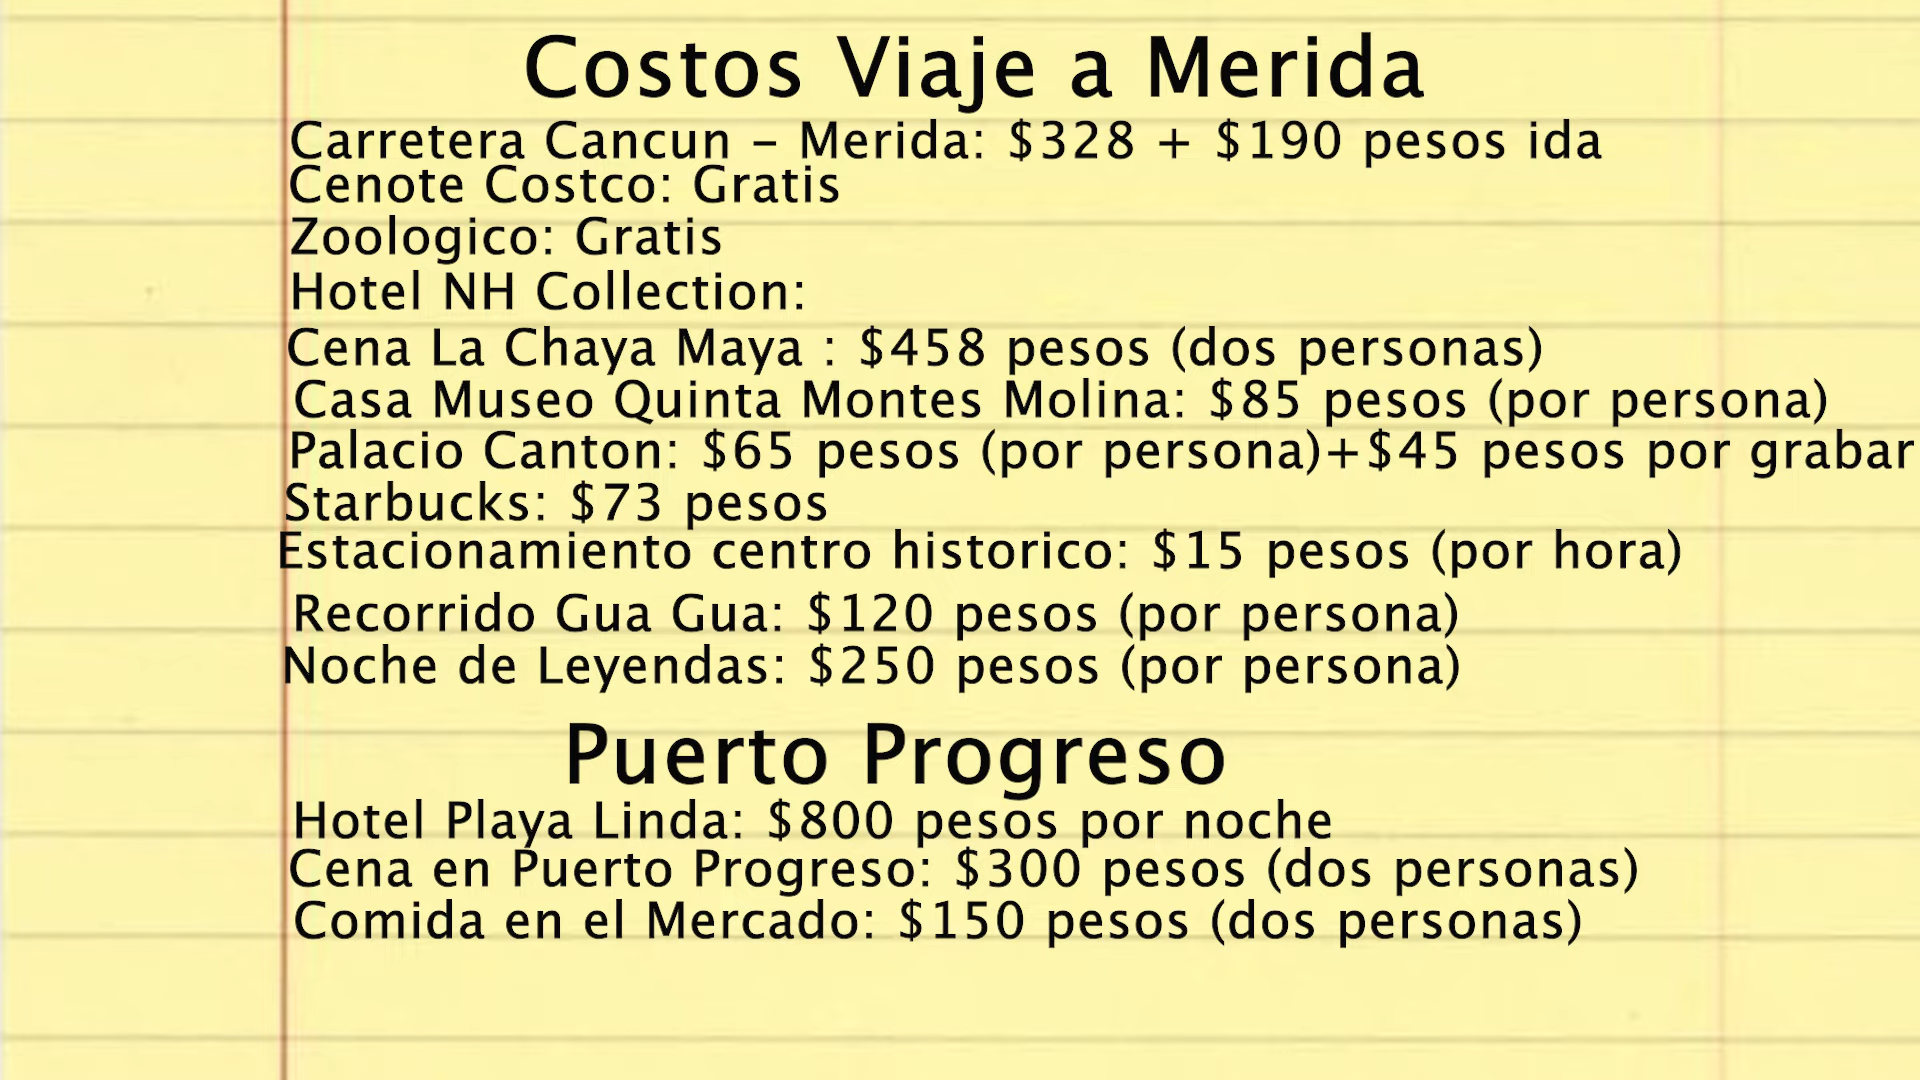 Costos Viaje a Merida
Carretera Cancun - Merida: $328 + $190 pesos ida
Cenote Costco: Gratis
Zoologico: Gratis
Hotel NH Collection:
Cena La Chaya Maya : $458 pesos (dos personas)
Casa Museo Quinta Montes Molina: $85 pesos (por persona)
Palacio Canton: $65 pesos (por persona)+$45 pesos por grabar
Starbucks: $73 pesos
Estacionamiento centro historico: $15 pesos (por hora)
Recorrido Gua Gua: $120 pesos (por persona)
Noche de Leyendas: $250 pesos (por persona)
Puerto Progreso
Hotel Playa Linda: $800 pesos por noche
Cena en Puerto Progreso: $300 pesos (dos personas)
Comida en el Mercado: $150 pesos (dos personas)